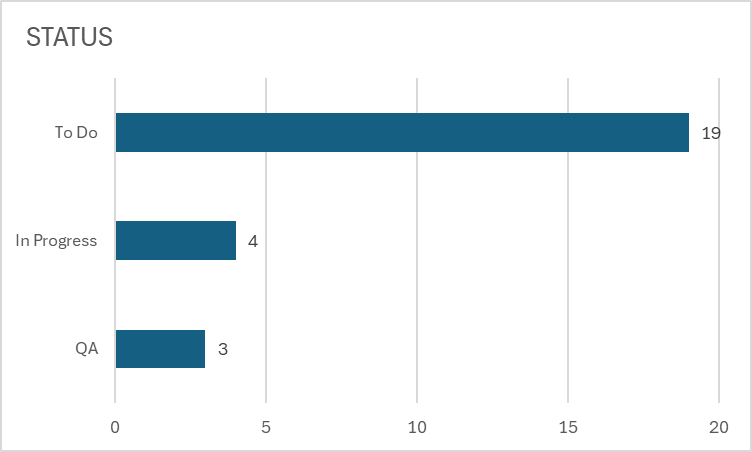 STATUS
To Do 19
In Progress 4
QA 3
0 5 10 15 20